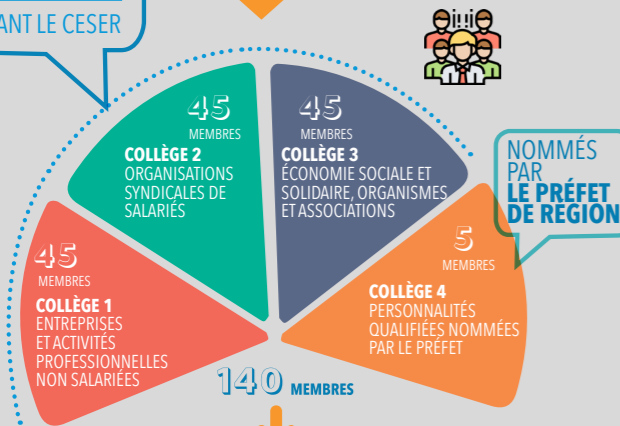 ANT LE CESER
45
MEMBRES
COLLÈGE 2
ORGANISATIONS
SYNDICALES DE
SALARIÉS
45
MEMBRES
COLLÈGE 3
ÉCONOMIE SOCIALE ET
SOLIDAIRE, ORGANISMES
ET ASSOCIATIONS
NOMMÉS
PAR
LE PRÉFET
DE RÉGION
45
MEMBRES
COLLÈGE 1
ENTREPRISES
ET ACTIVITÉS
PROFESSIONNELLES
NON SALARIÉES
5
MEMBRES
COLLÈGE 4
PERSONNALITÉS
QUALIFIÉES NOMMÉES
PAR LE PRÉFET
140 MEMBRES